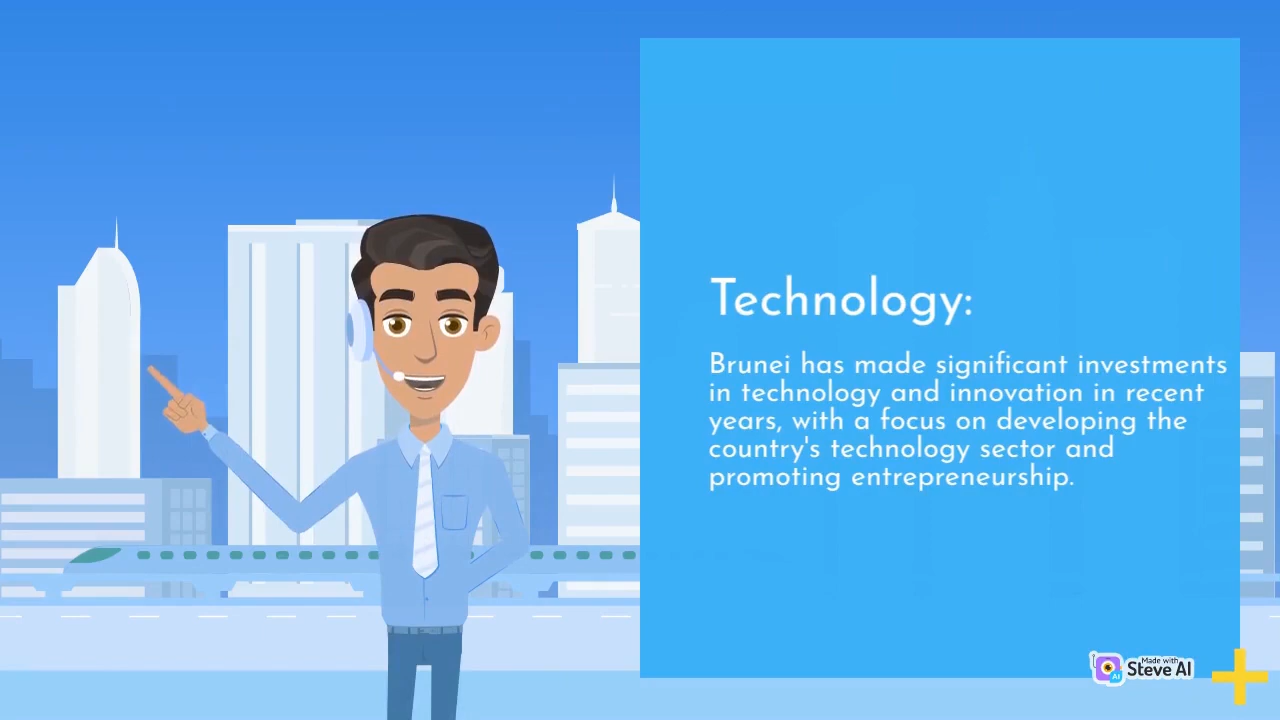 Technology:
Brunei has made significant investments
in technology and innovation in recent
years, with a focus on developing the
country's technology sector and
promoting entrepreneurship.
Made with
Steve AI
AI